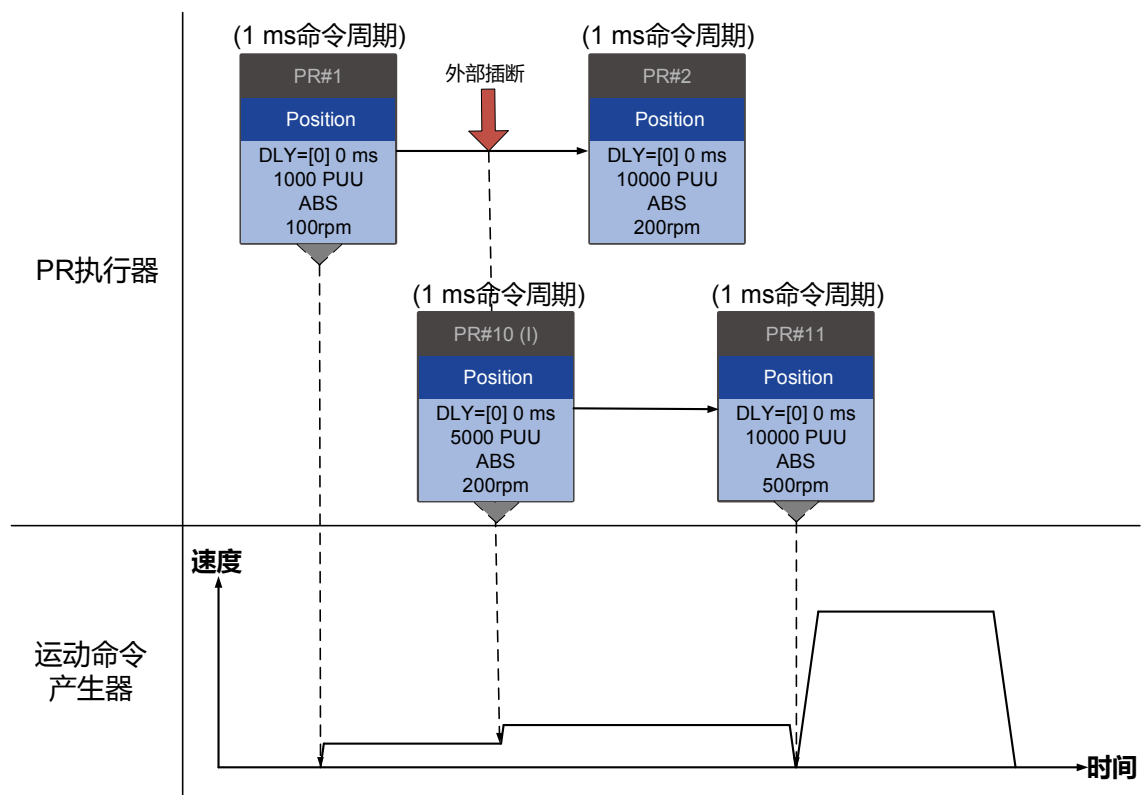 PR执行器
(1 ms命令周期)
PR#1
Position
DLY=[0] 0 ms
1000 PUU
ABS
100rpm
外部插断
(1 ms命令周期)
PR#2
Position
DLY=[0] 0 ms
10000 PUU
ABS
200rpm
(1 ms命令周期)
PR#10 (I)
Position
DLY=[0] 0 ms
5000 PUU
ABS
200rpm
(1 ms命令周期)
PR#11
Position
DLY=[0] 0 ms
10000 PUU
ABS
500rpm
运动命令
产生器
速度
时间